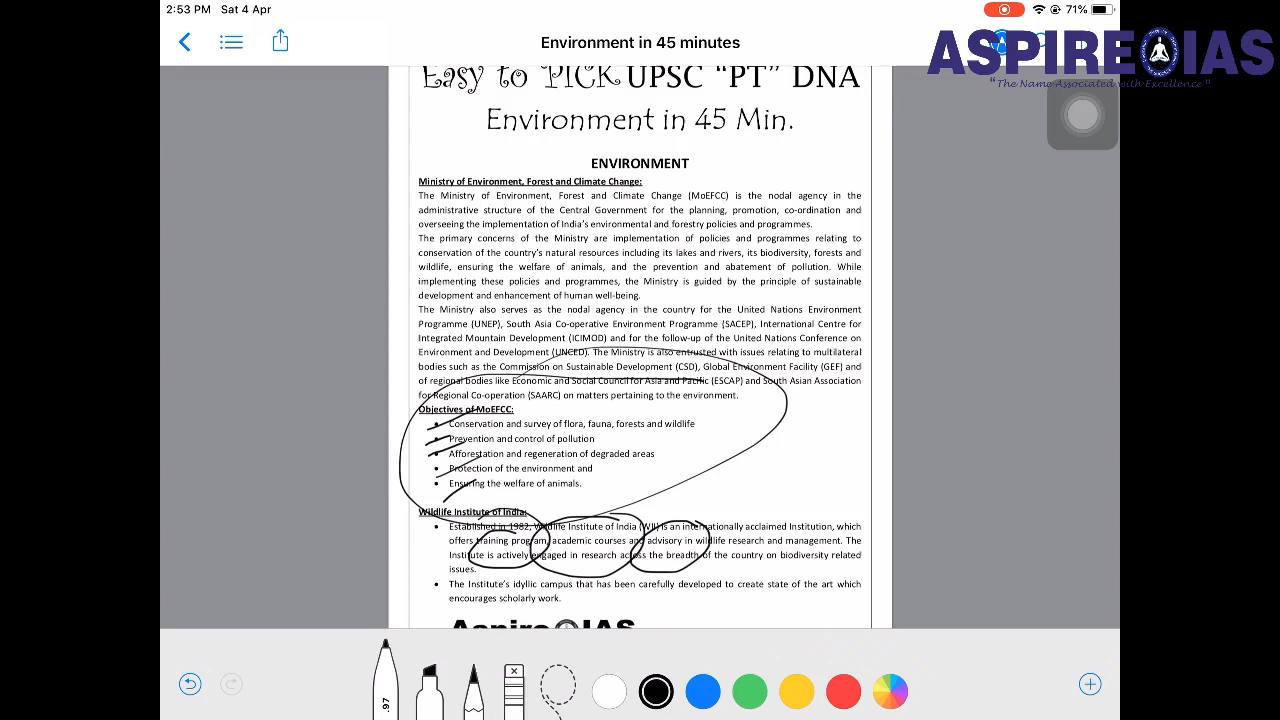 2:53 PM Sat 4 Apr
71%
Environment in 45 minutes
ASPIRE IAS
"The Name Associated with Excellence"
Easy to PICK UPSC "PT" DNA
Environment in 45 Min.
ENVIRONMENT
Ministry of Environment, Forest and Climate Change:
The Ministry of Environment, Forest and Climate Change (MoEFCC) is the nodal agency in the
administrative structure of the Central Government for the planning, promotion, co-ordination and
overseeing the implementation of India's environmental and forestry policies and programmes.
The primary concerns of the Ministry are implementation of policies and programmes relating to
conservation of the country's natural resources including its lakes and rivers, its biodiversity, forests and
wildlife, ensuring the welfare of animals, and the prevention and abatement of pollution. While
implementing these policies and programmes, the Ministry is guided by the principle of sustainable
development and enhancement of human well-being.
The Ministry also serves as the nodal agency in the country for the United Nations Environment
Programme (UNEP), South Asia Co-operative Environment Programme (SACEP), International Centre for
Integrated Mountain Development (ICIMOD) and for the follow-up of the United Nations Conference on
Environment and Development (UNCED). The Ministry is also entrusted with issues relating to multilateral
bodies such as the Commission on Sustainable Development (CSD), Global Environment Facility (GEF) and
of regional bodies like Economic and Social Council for Asia and Pacific (ESCAP) and South Asian Association
for Regional Co-operation (SAARC) on matters pertaining to the environment.
Objectives of MoEFCC:
• Conservation and survey of flora, fauna, forests and wildlife
• Prevention and control of pollution
• Afforestation and regeneration of degraded areas
• Protection of the environment and
• Ensuring the welfare of animals.
Wildlife Institute of India:
• Established in 1982, Wildlife Institute of India (WII) is an internationally acclaimed Institution, which
offers training program, academic courses and advisory in wildlife research and management. The
Institute is actively engaged in research across the breadth of the country on biodiversity related
issues.
• The Institute's idyllic campus that has been carefully developed to create state of the art which
encourages scholarly work.
Aspire IAS
.97